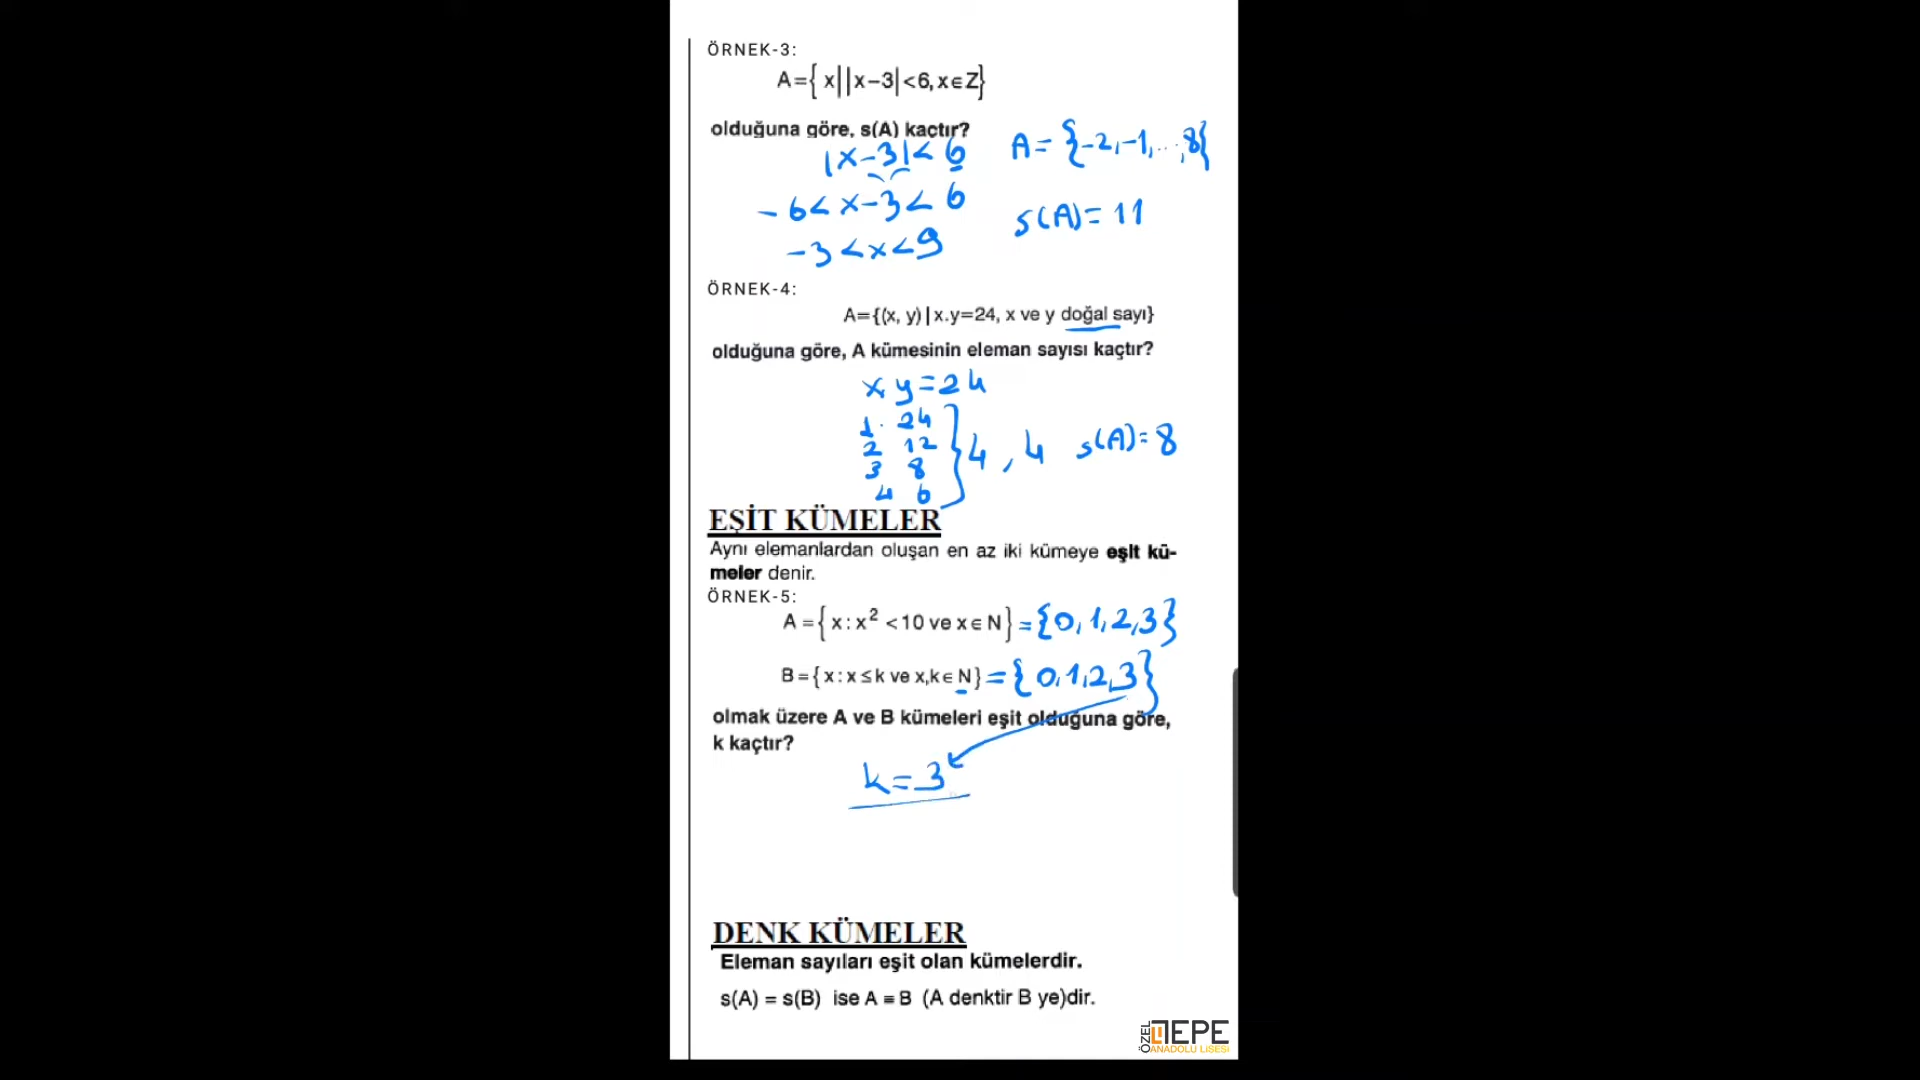 ÖRNEK-3:
A={ x||x-3|<6, x∈Z}
olduğuna göre, s(A) kaçtır?
|x-3|< 6
-6< x-3< 6
-3 <x<9
A= {-2,-1,...,8}
s(A)= 11
ÖRNEK-4:
A={(x, y) | x.y=24, x ve y doğal sayı}
olduğuna göre, A kümesinin eleman sayısı kaçtır?
x y = 24
1. 24
2 12
3 8
4 6
4 , 4 s(A)=8
EŞİT KÜMELER
Aynı elemanlardan oluşan en az iki kümeye eşit kü-
meler denir.
ÖRNEK-5:
A = { x : x² <10 ve x∈N } = {0,1,2,3}
B = {x : x ≤ k ve x,k∈N} = {0,1,2,3}
olmak üzere A ve B kümeleri eşit olduğuna göre,
k kaçtır?
k=3
DENK KÜMELER
Eleman sayıları eşit olan kümelerdir.
s(A) = s(B) ise A ≡ B (A denktir B ye)dir.
ÖZEL TEPE
ANADOLU LİSESİ